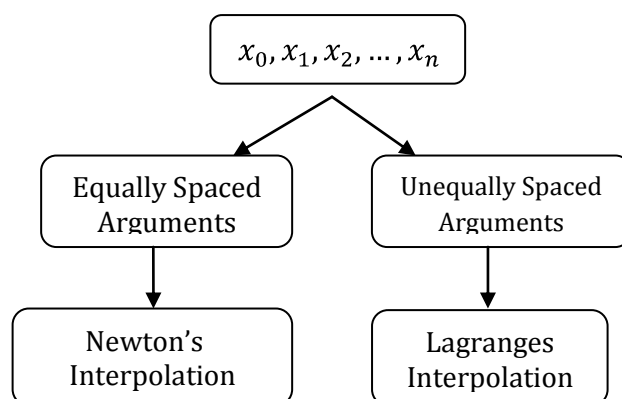 x₀, x₁, x₂, … , xₙ
Equally Spaced
Arguments
Unequally Spaced
Arguments
Newton’s
Interpolation
Lagranges
Interpolation